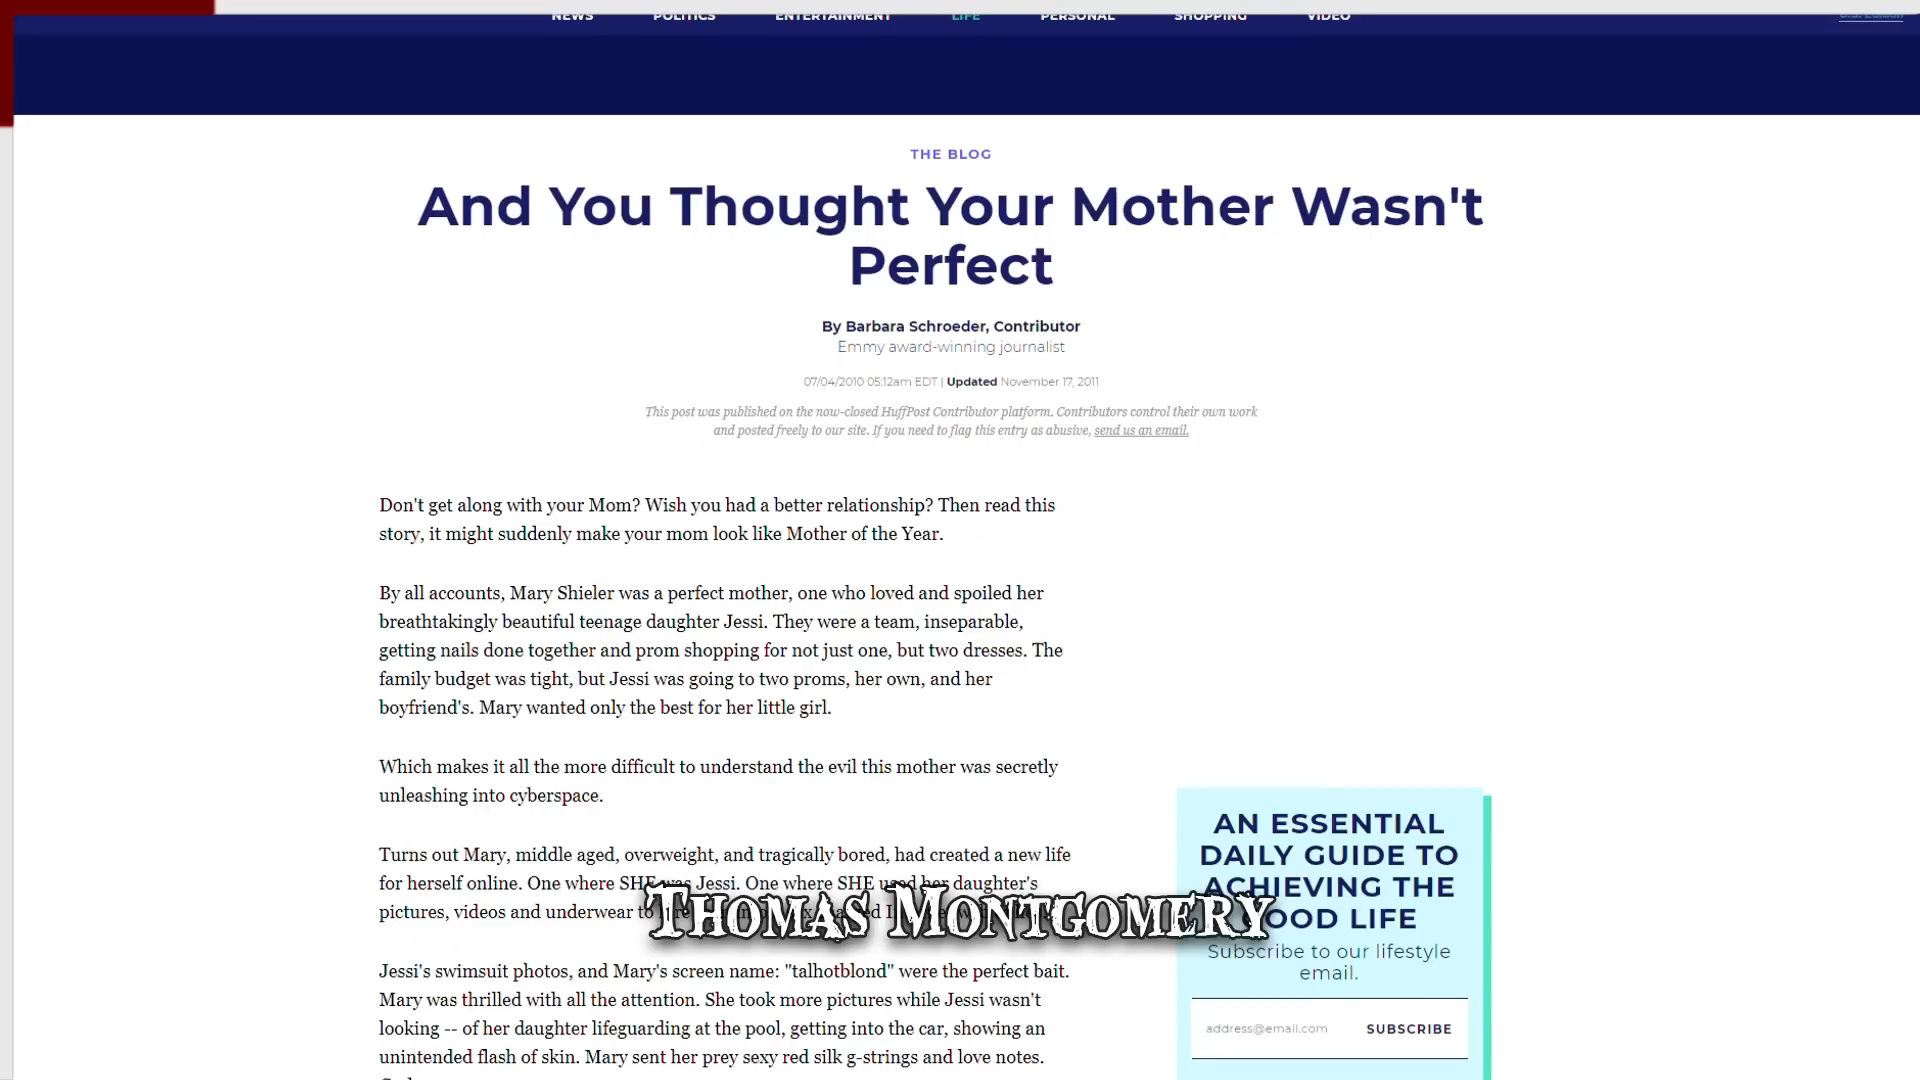 NEWS POLITICS ENTERTAINMENT LIFE PERSONAL SHOPPING VIDEO
THE BLOG
And You Thought Your Mother Wasn't
Perfect
By Barbara Schroeder, Contributor
Emmy award-winning journalist
07/04/2010 05:12am EDT | Updated November 17, 2011
This post was published on the now-closed HuffPost Contributor platform. Contributors control their own work
and posted freely to our site. If you need to flag this entry as abusive, send us an email.
Don't get along with your Mom? Wish you had a better relationship? Then read this
story, it might suddenly make your mom look like Mother of the Year.
By all accounts, Mary Shieler was a perfect mother, one who loved and spoiled her
breathtakingly beautiful teenage daughter Jessi. They were a team, inseparable,
getting nails done together and prom shopping for not just one, but two dresses. The
family budget was tight, but Jessi was going to two proms, her own, and her
boyfriend's. Mary wanted only the best for her little girl.
Which makes it all the more difficult to understand the evil this mother was secretly
unleashing into cyberspace.
Turns out Mary, middle aged, overweight, and tragically bored, had created a new life
for herself online. One where SHE was Jessi. One where SHE used her daughter's
pictures, videos and underwear to
Thomas Montgomery
Jessi's swimsuit photos, and Mary's screen name: "talhotblond" were the perfect bait.
Mary was thrilled with all the attention. She took more pictures while Jessi wasn't
looking -- of her daughter lifeguarding at the pool, getting into the car, showing an
unintended flash of skin. Mary sent her prey sexy red silk g-strings and love notes.
AN ESSENTIAL
DAILY GUIDE TO
ACHIEVING THE
GOOD LIFE
Subscribe to our lifestyle
email.
address@email.com SUBSCRIBE